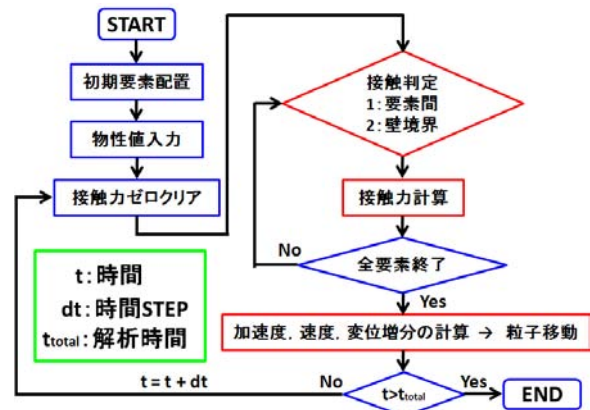 START
初期要素配置
物性値入力
接触力ゼロクリア
接触判定
1:要素間
2:壁境界
接触力計算
No
全要素終了
Yes
加速度，速度，変位増分の計算 → 粒子移動
t:時間
dt:時間STEP
ttotal:解析時間
t = t + dt
No
t>ttotal
Yes
END